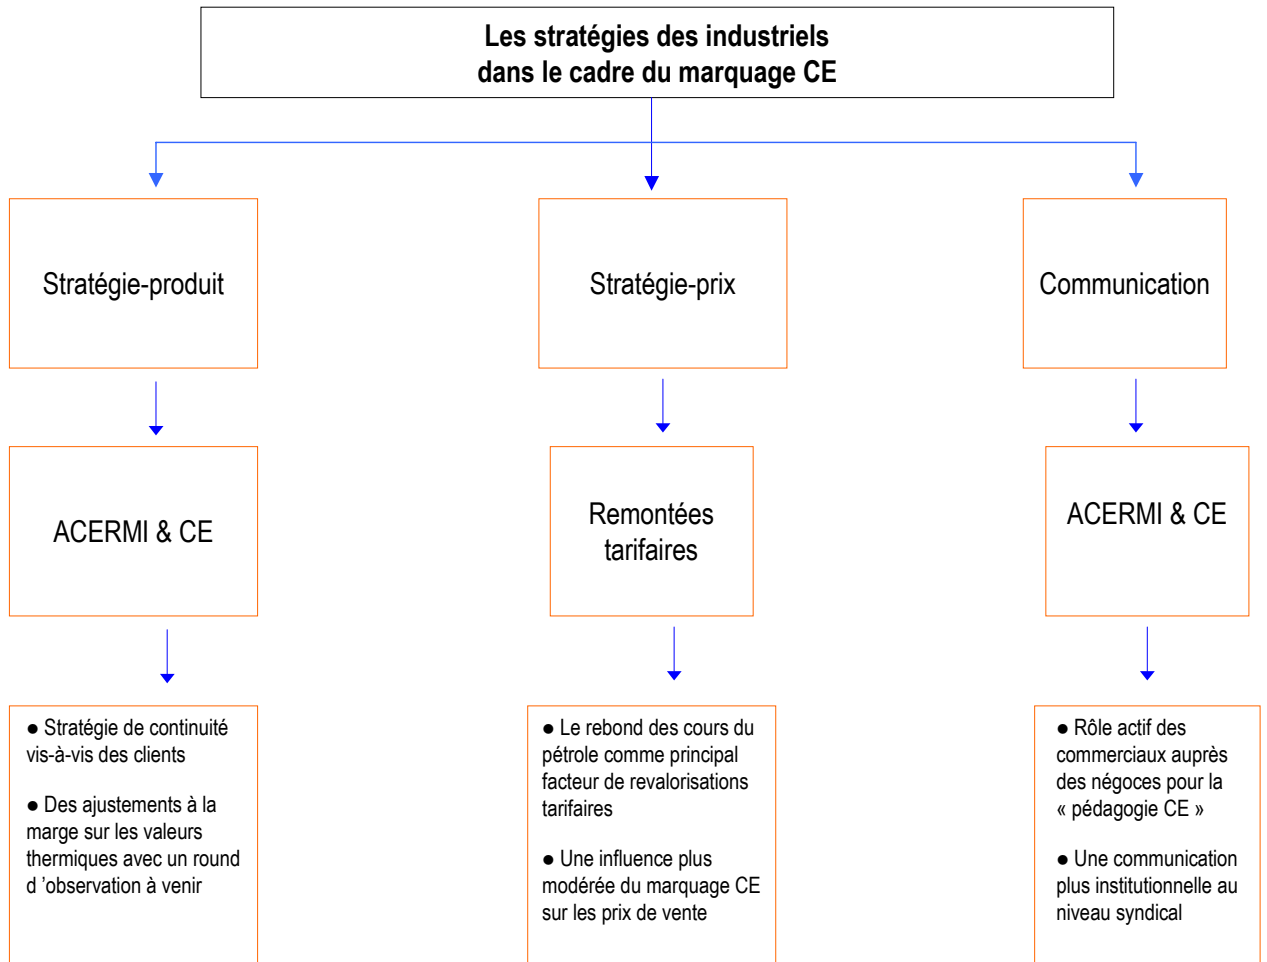 Les stratégies des industriels
dans le cadre du marquage CE
Stratégie-produit
Stratégie-prix
Communication
ACERMI & CE
Remontées
tarifaires
ACERMI & CE
● Stratégie de continuité
vis-à-vis des clients
● Des ajustements à la
marge sur les valeurs
thermiques avec un round
d ’observation à venir
● Le rebond des cours du
pétrole comme principal
facteur de revalorisations
tarifaires
● Une influence plus
modérée du marquage CE
sur les prix de vente
● Rôle actif des
commerciaux auprès
des négoces pour la
« pédagogie CE »
● Une communication
plus institutionnelle au
niveau syndical